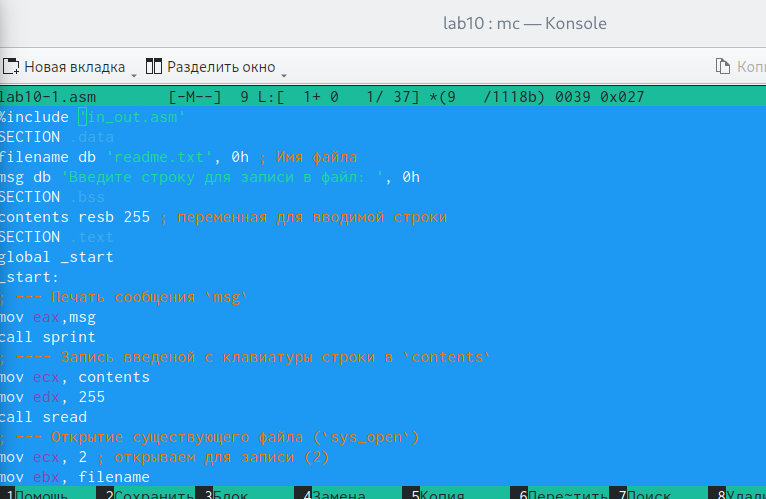 lab10 : mc — Konsole
Новая вкладка Разделить окно
lab10-1.asm [-M--] 9 L:[ 1+ 0 1/ 37] *(9 /1118b) 0039 0x027
%include 'in_out.asm'
SECTION .data
filename db 'readme.txt', 0h ; Имя файла
msg db 'Введите строку для записи в файл: ', 0h
SECTION .bss
contents resb 255 ; переменная для вводимой строки
SECTION .text
global _start
_start:
; --- Печать сообщения `msg`
mov eax,msg
call sprint
; ---- Запись введеной с клавиатуры строки в `contents`
mov ecx, contents
mov edx, 255
call sread
; --- Открытие существующего файла (`sys_open`)
mov ecx, 2 ; открываем для записи (2)
mov ebx, filename
1Помощь 2Сохранить 3Блок 4Замена 5Копия 6Пере~тить 7Поиск